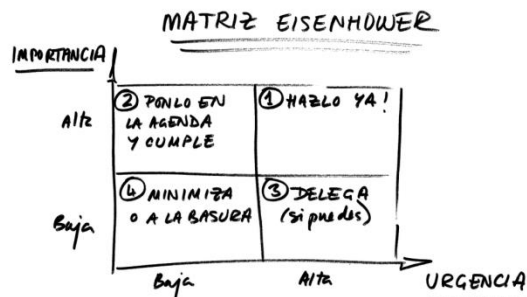 MATRIZ EISENHOWER
IMPORTANCIA
Alta
② PONLO EN
LA AGENDA
Y CUMPLE
① HAZLO YA!
Baja
④ MINIMIZA
O A LA BASURA
③ DELEGA
(si puedes)
Baja
Alta
URGENCIA